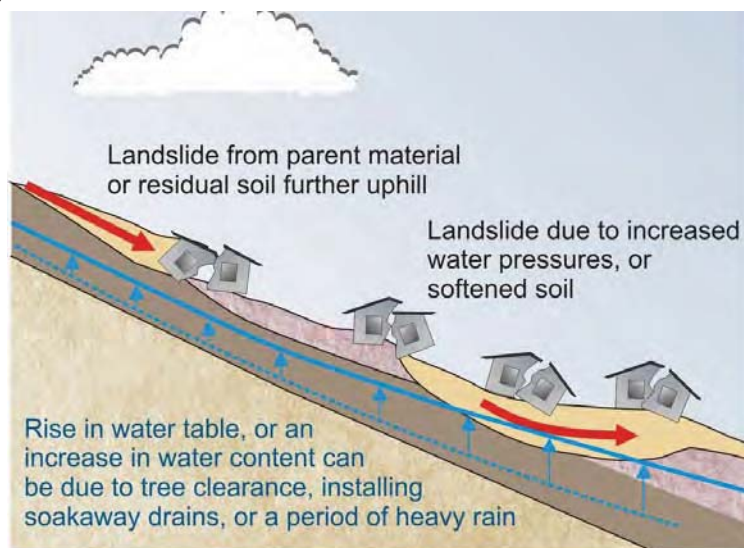 Landslide from parent material
or residual soil further uphill
Landslide due to increased
water pressures, or
softened soil
Rise in water table, or an
increase in water content can
be due to tree clearance, installing
soakaway drains, or a period of heavy rain